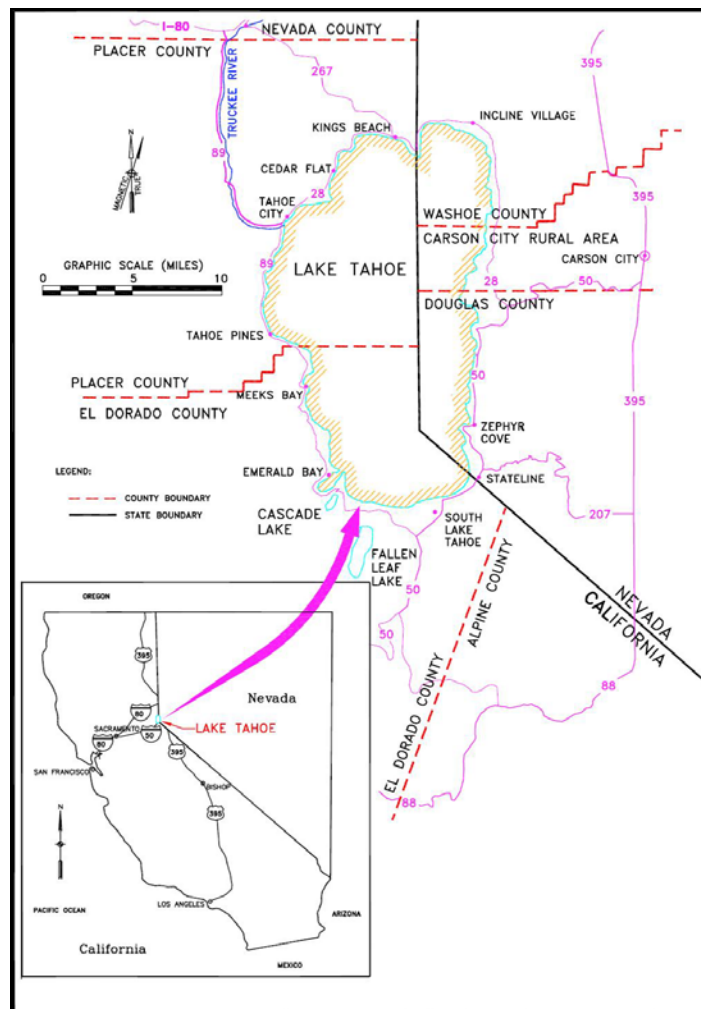 I-80
NEVADA COUNTY
PLACER COUNTY
TRUCKEE RIVER
267
395
89
KINGS BEACH
INCLINE VILLAGE
N
MAGNETIC
TRUE
CEDAR FLAT
28
TAHOE
CITY
395
WASHOE COUNTY
CARSON CITY RURAL AREA
CARSON CITY
GRAPHIC SCALE (MILES)
0
5
10
89
LAKE TAHOE
28
50
DOUGLAS COUNTY
TAHOE PINES
50
395
PLACER COUNTY
MEEKS BAY
EL DORADO COUNTY
ZEPHYR
COVE
LEGEND:
COUNTY BOUNDARY
STATE BOUNDARY
EMERALD BAY
STATELINE
CASCADE
LAKE
SOUTH
LAKE
TAHOE
207
FALLEN
LEAF
LAKE
50
50
ALPINE COUNTY
EL DORADO COUNTY
NEVADA
CALIFORNIA
88
88
OREGON
395
Nevada
80
SACRAMENTO
50
LAKE TAHOE
80
395
SAN FRANCISCO
BISHOP
395
N
LOS ANGELES
PACIFIC OCEAN
ARIZONA
California
MEXICO